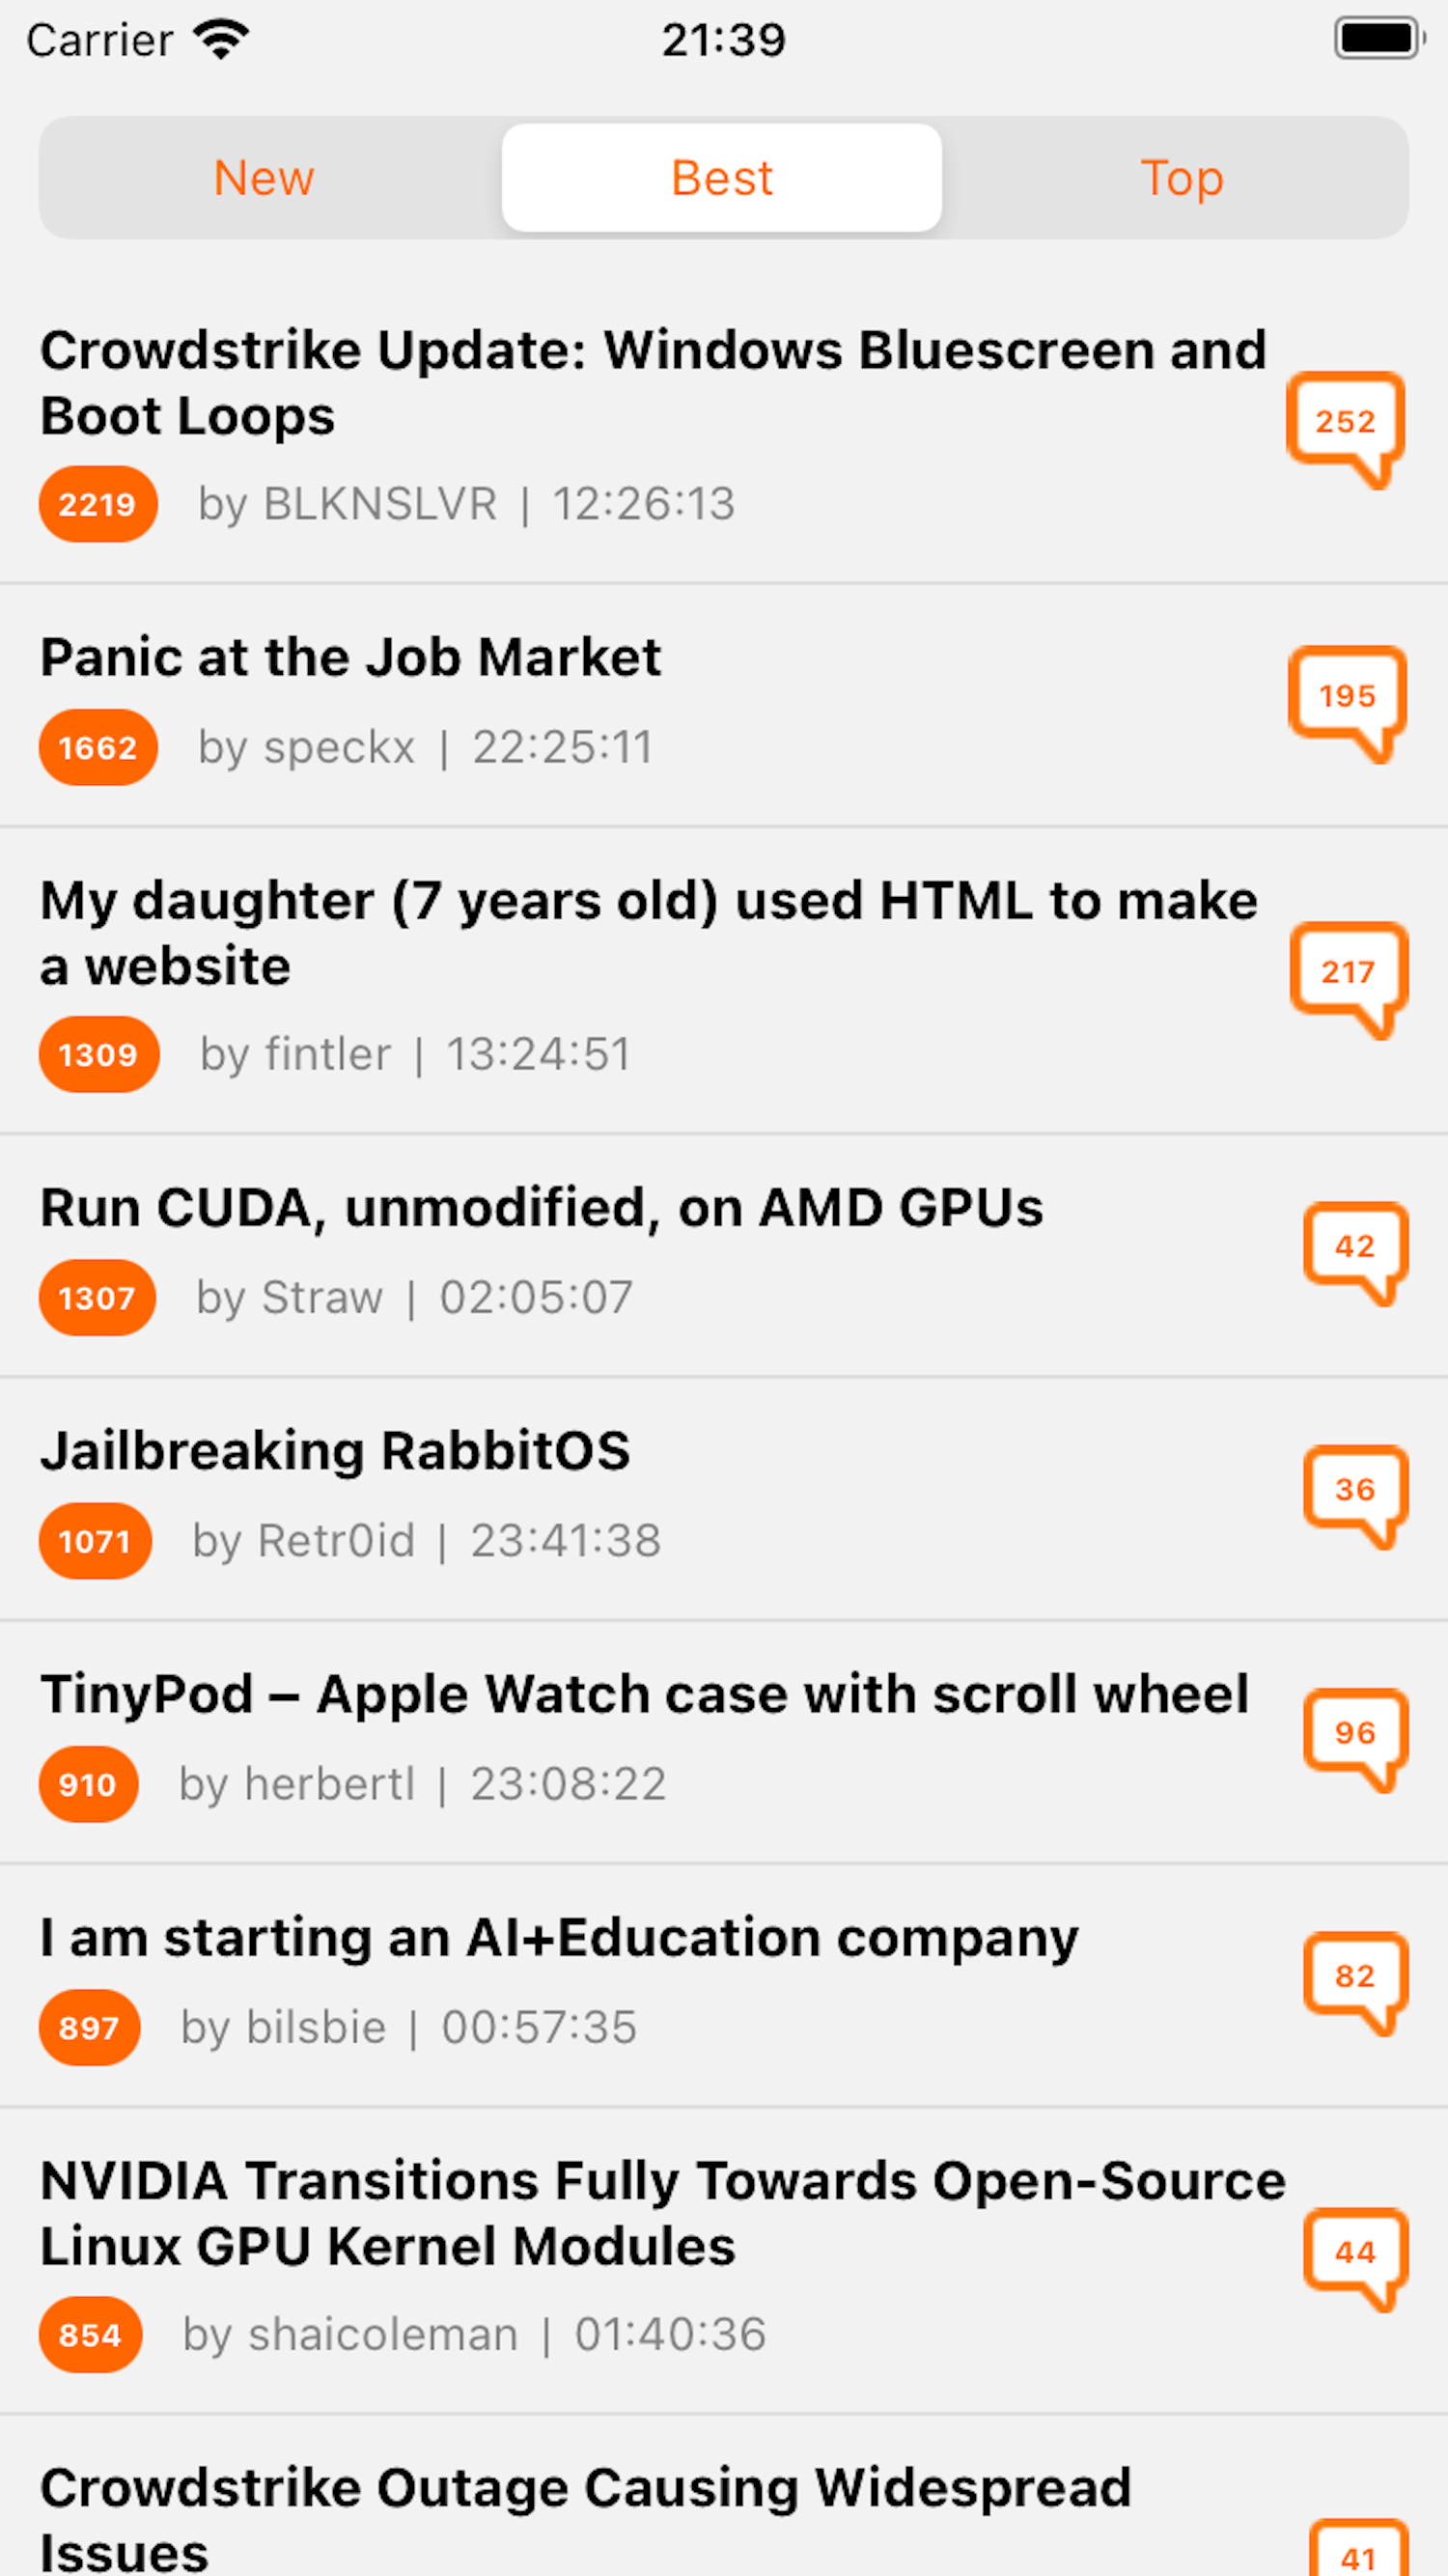 Carrier 21:39
New Best Top
Crowdstrike Update: Windows Bluescreen and
Boot Loops
252
2219 by BLKNSLVR | 12:26:13
Panic at the Job Market
195
1662 by speckx | 22:25:11
My daughter (7 years old) used HTML to make
a website
217
1309 by fintler | 13:24:51
Run CUDA, unmodified, on AMD GPUs
42
1307 by Straw | 02:05:07
Jailbreaking RabbitOS
36
1071 by Retr0id | 23:41:38
TinyPod – Apple Watch case with scroll wheel
96
910 by herbertl | 23:08:22
I am starting an AI+Education company
82
897 by bilsbie | 00:57:35
NVIDIA Transitions Fully Towards Open-Source
Linux GPU Kernel Modules
44
854 by shaicoleman | 01:40:36
Crowdstrike Outage Causing Widespread
Issues
41